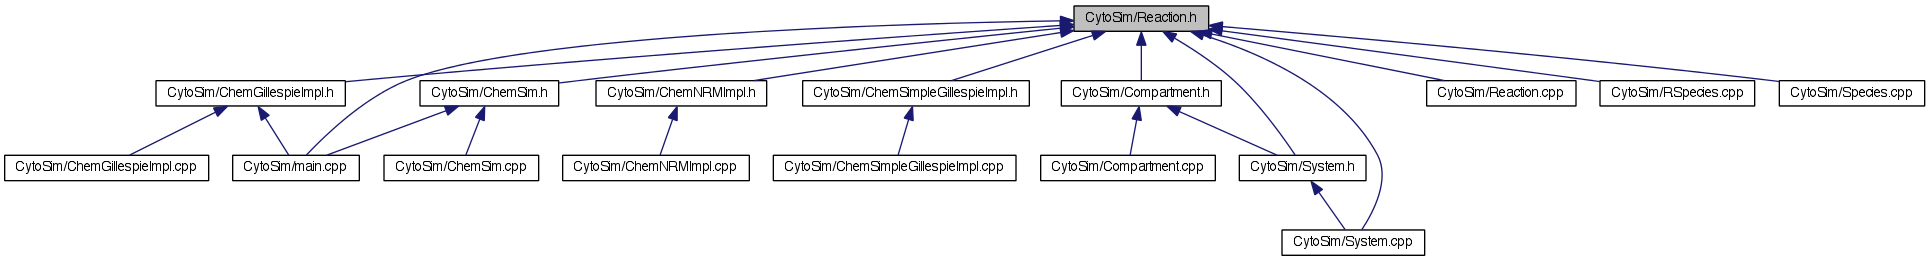 CytoSim/Reaction.h
CytoSim/ChemGillespieImpl.h
CytoSim/ChemSim.h
CytoSim/ChemNRMImpl.h
CytoSim/ChemSimpleGillespieImpl.h
CytoSim/Compartment.h
CytoSim/Reaction.cpp
CytoSim/RSpecies.cpp
CytoSim/Species.cpp
CytoSim/ChemGillespieImpl.cpp
CytoSim/main.cpp
CytoSim/ChemSim.cpp
CytoSim/ChemNRMImpl.cpp
CytoSim/ChemSimpleGillespieImpl.cpp
CytoSim/Compartment.cpp
CytoSim/System.h
CytoSim/System.cpp